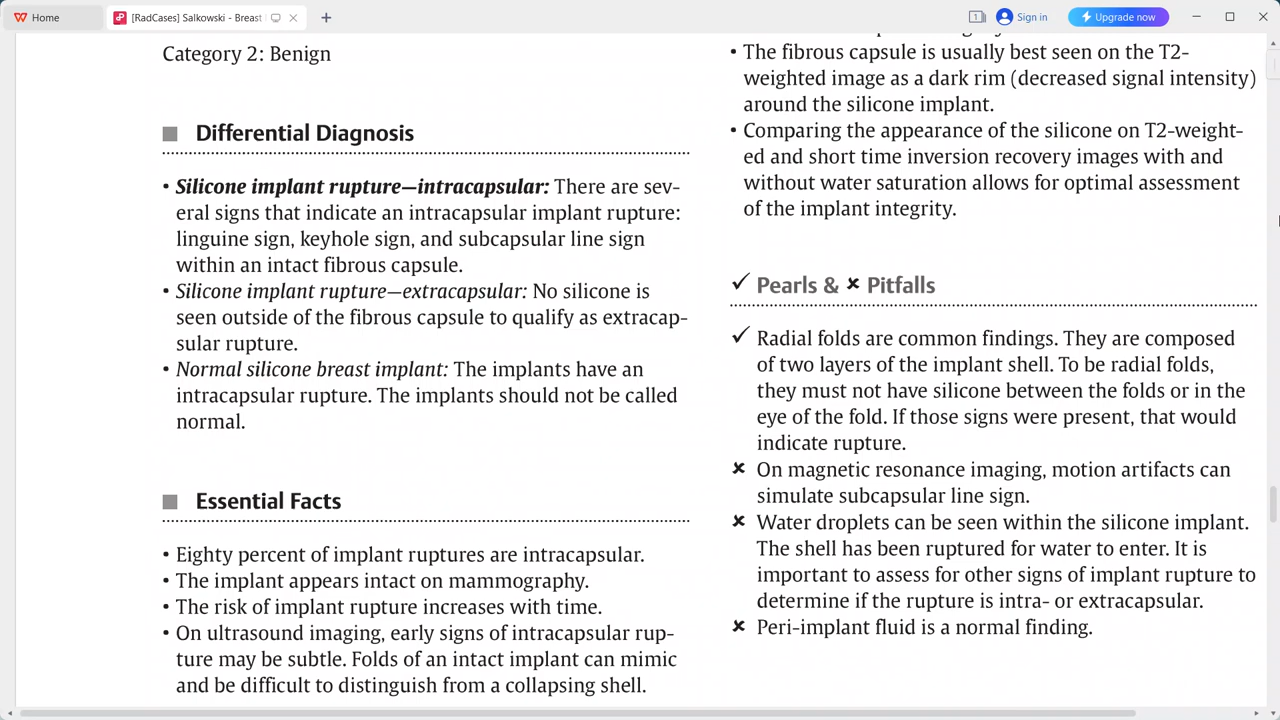 Home
[RadCases] Salkowski - Breast
1
Sign in
Upgrade now
Category 2: Benign
Differential Diagnosis
• Silicone implant rupture—intracapsular: There are sev-
eral signs that indicate an intracapsular implant rupture:
linguine sign, keyhole sign, and subcapsular line sign
within an intact fibrous capsule.
• Silicone implant rupture—extracapsular: No silicone is
seen outside of the fibrous capsule to qualify as extracap-
sular rupture.
• Normal silicone breast implant: The implants have an
intracapsular rupture. The implants should not be called
normal.
Essential Facts
• Eighty percent of implant ruptures are intracapsular.
• The implant appears intact on mammography.
• The risk of implant rupture increases with time.
• On ultrasound imaging, early signs of intracapsular rup-
ture may be subtle. Folds of an intact implant can mimic
and be difficult to distinguish from a collapsing shell.
• The fibrous capsule is usually best seen on the T2-
weighted image as a dark rim (decreased signal intensity)
around the silicone implant.
• Comparing the appearance of the silicone on T2-weight-
ed and short time inversion recovery images with and
without water saturation allows for optimal assessment
of the implant integrity.
✓ Pearls & ✗ Pitfalls
✓ Radial folds are common findings. They are composed
of two layers of the implant shell. To be radial folds,
they must not have silicone between the folds or in the
eye of the fold. If those signs were present, that would
indicate rupture.
✗ On magnetic resonance imaging, motion artifacts can
simulate subcapsular line sign.
✗ Water droplets can be seen within the silicone implant.
The shell has been ruptured for water to enter. It is
important to assess for other signs of implant rupture to
determine if the rupture is intra- or extracapsular.
✗ Peri-implant fluid is a normal finding.